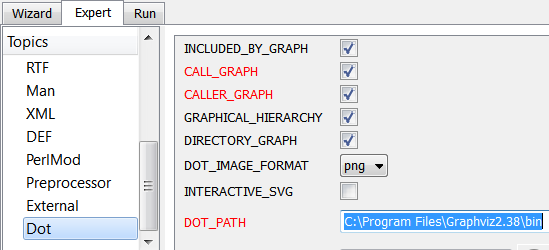 Wizard Expert Run
Topics
RTF
Man
XML
DEF
PerlMod
Preprocessor
External
Dot
INCLUDED_BY_GRAPH
CALL_GRAPH
CALLER_GRAPH
GRAPHICAL_HIERARCHY
DIRECTORY_GRAPH
DOT_IMAGE_FORMAT png
INTERACTIVE_SVG
DOT_PATH C:\Program Files\Graphviz2.38\bin